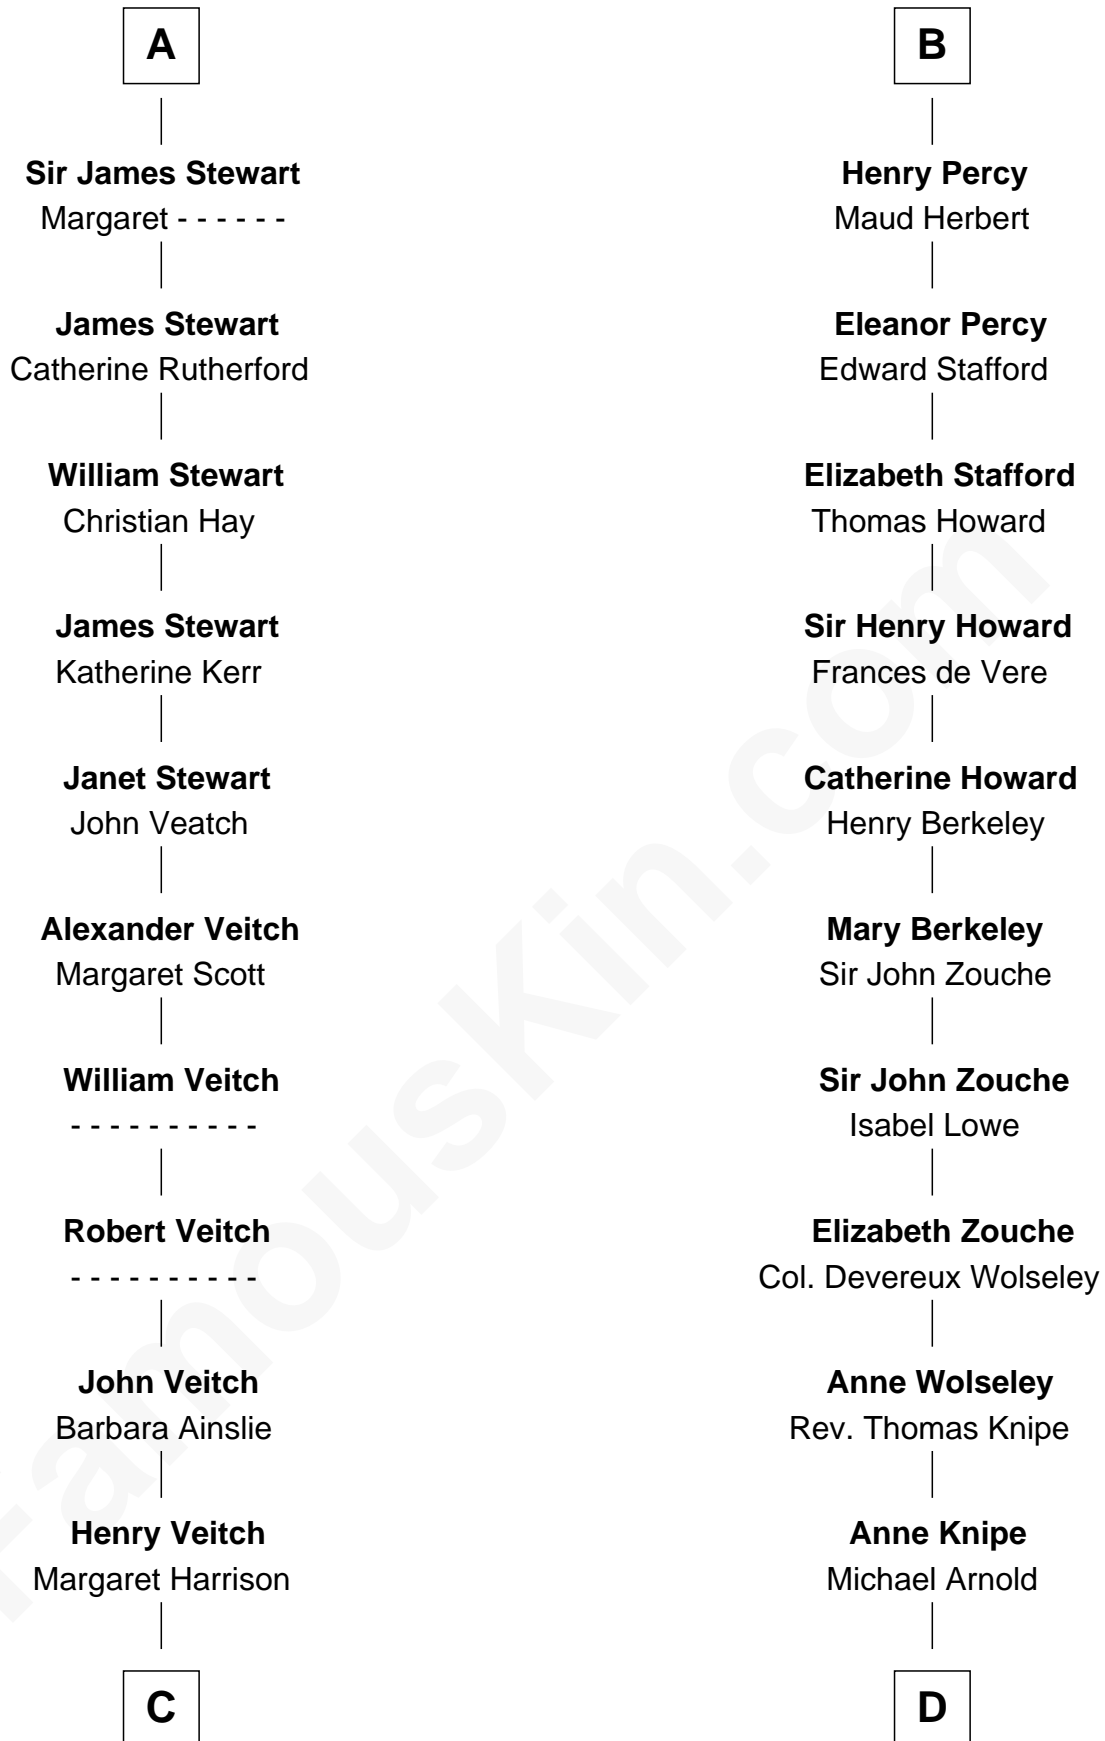 A
Sir James Stewart
Margaret - - - - - -
James Stewart
Catherine Rutherford
William Stewart
Christian Hay
James Stewart
Katherine Kerr
Janet Stewart
John Veatch
Alexander Veitch
Margaret Scott
William Veitch
- - - - - - - - - -
Robert Veitch
- - - - - - - - - -
John Veitch
Barbara Ainslie
Henry Veitch
Margaret Harrison
C
B
Henry Percy
Maud Herbert
Eleanor Percy
Edward Stafford
Elizabeth Stafford
Thomas Howard
Sir Henry Howard
Frances de Vere
Catherine Howard
Henry Berkeley
Mary Berkeley
Sir John Zouche
Sir John Zouche
Isabel Lowe
Elizabeth Zouche
Col. Devereux Wolseley
Anne Wolseley
Rev. Thomas Knipe
Anne Knipe
Michael Arnold
D
FamousKin.com